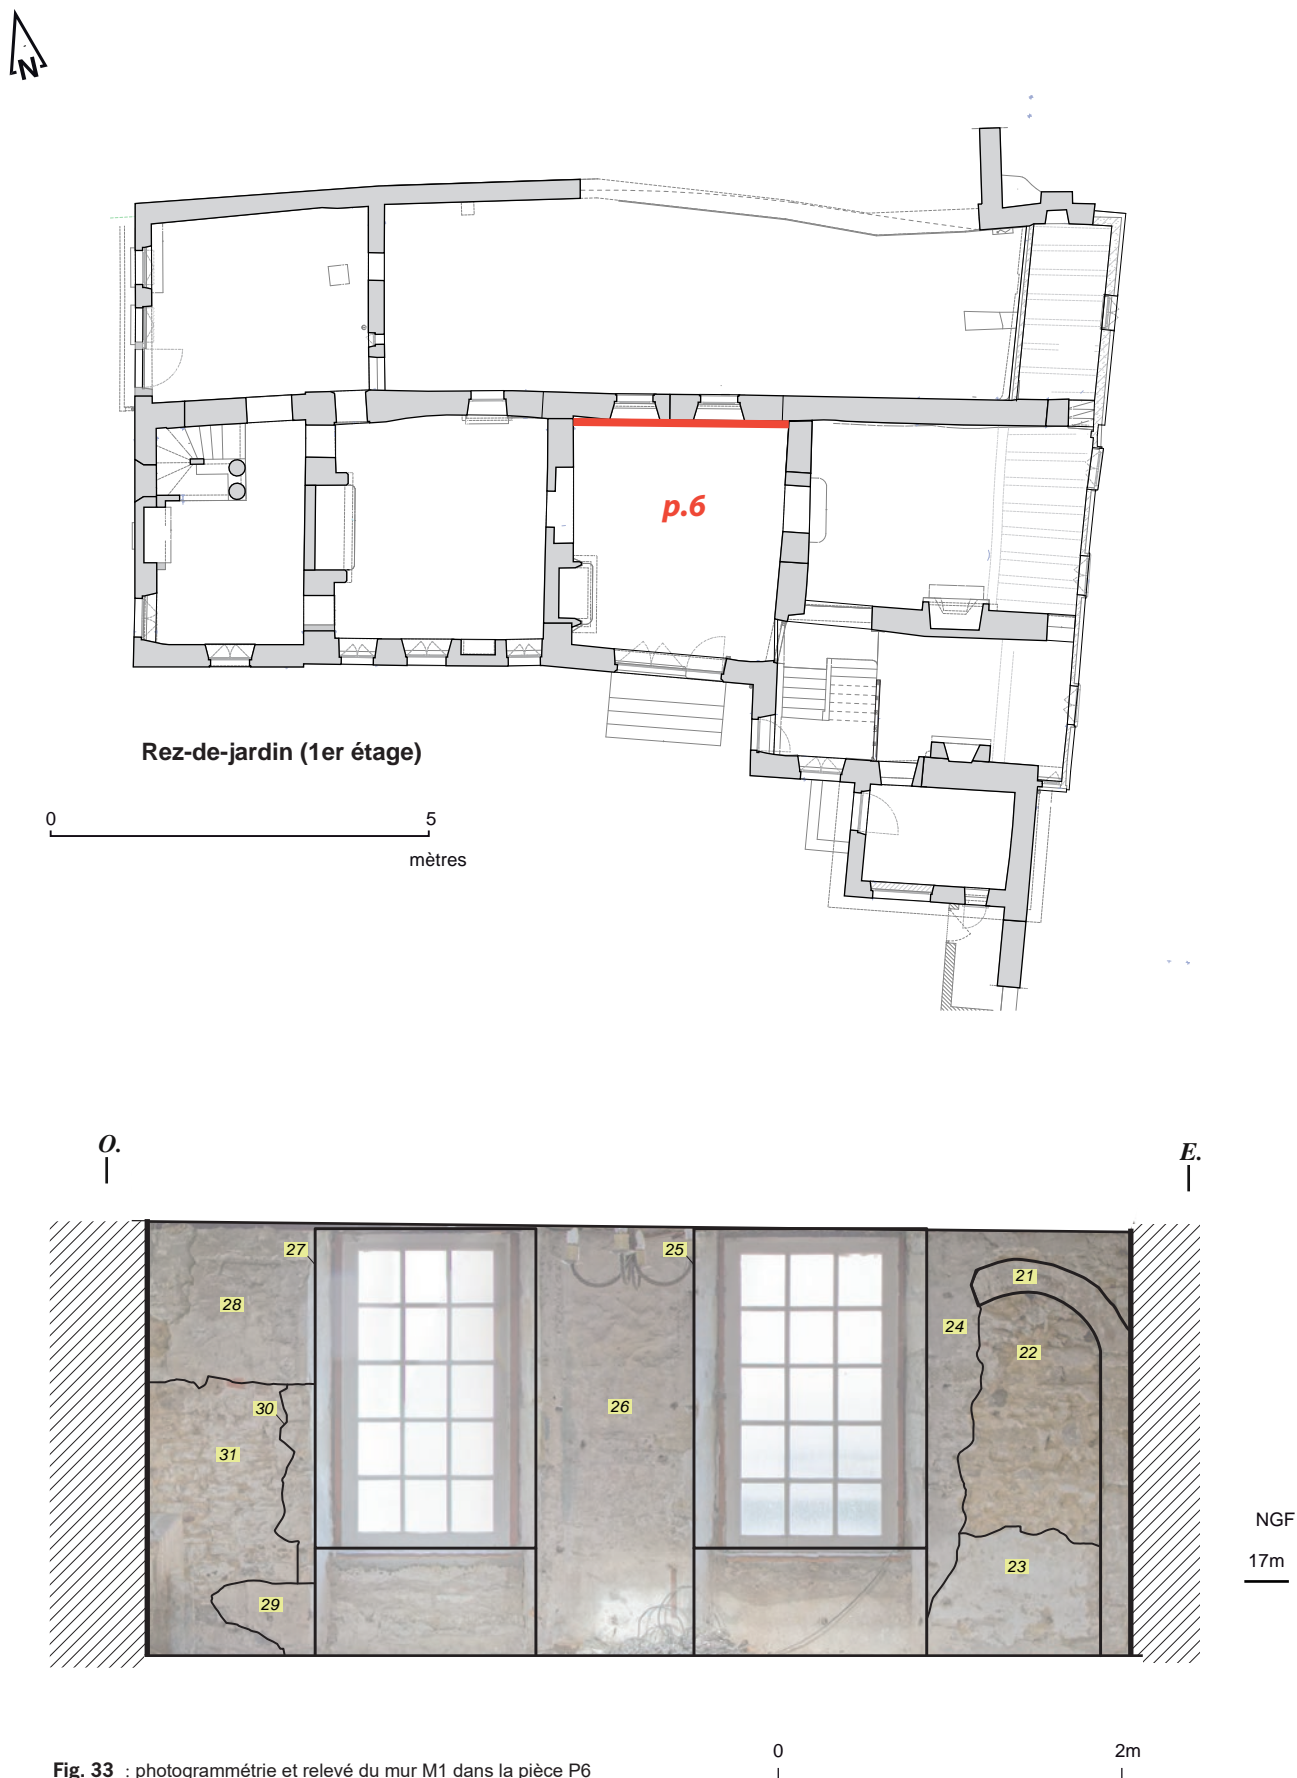 N
p.6
Rez-de-jardin (1er étage)
0 5
mètres
O. E.
27 25
21
28
24
22
30 26
31
NGF
17m
23
29
0 2m
Fig. 33 : photogrammétrie et relevé du mur M1 dans la pièce P6